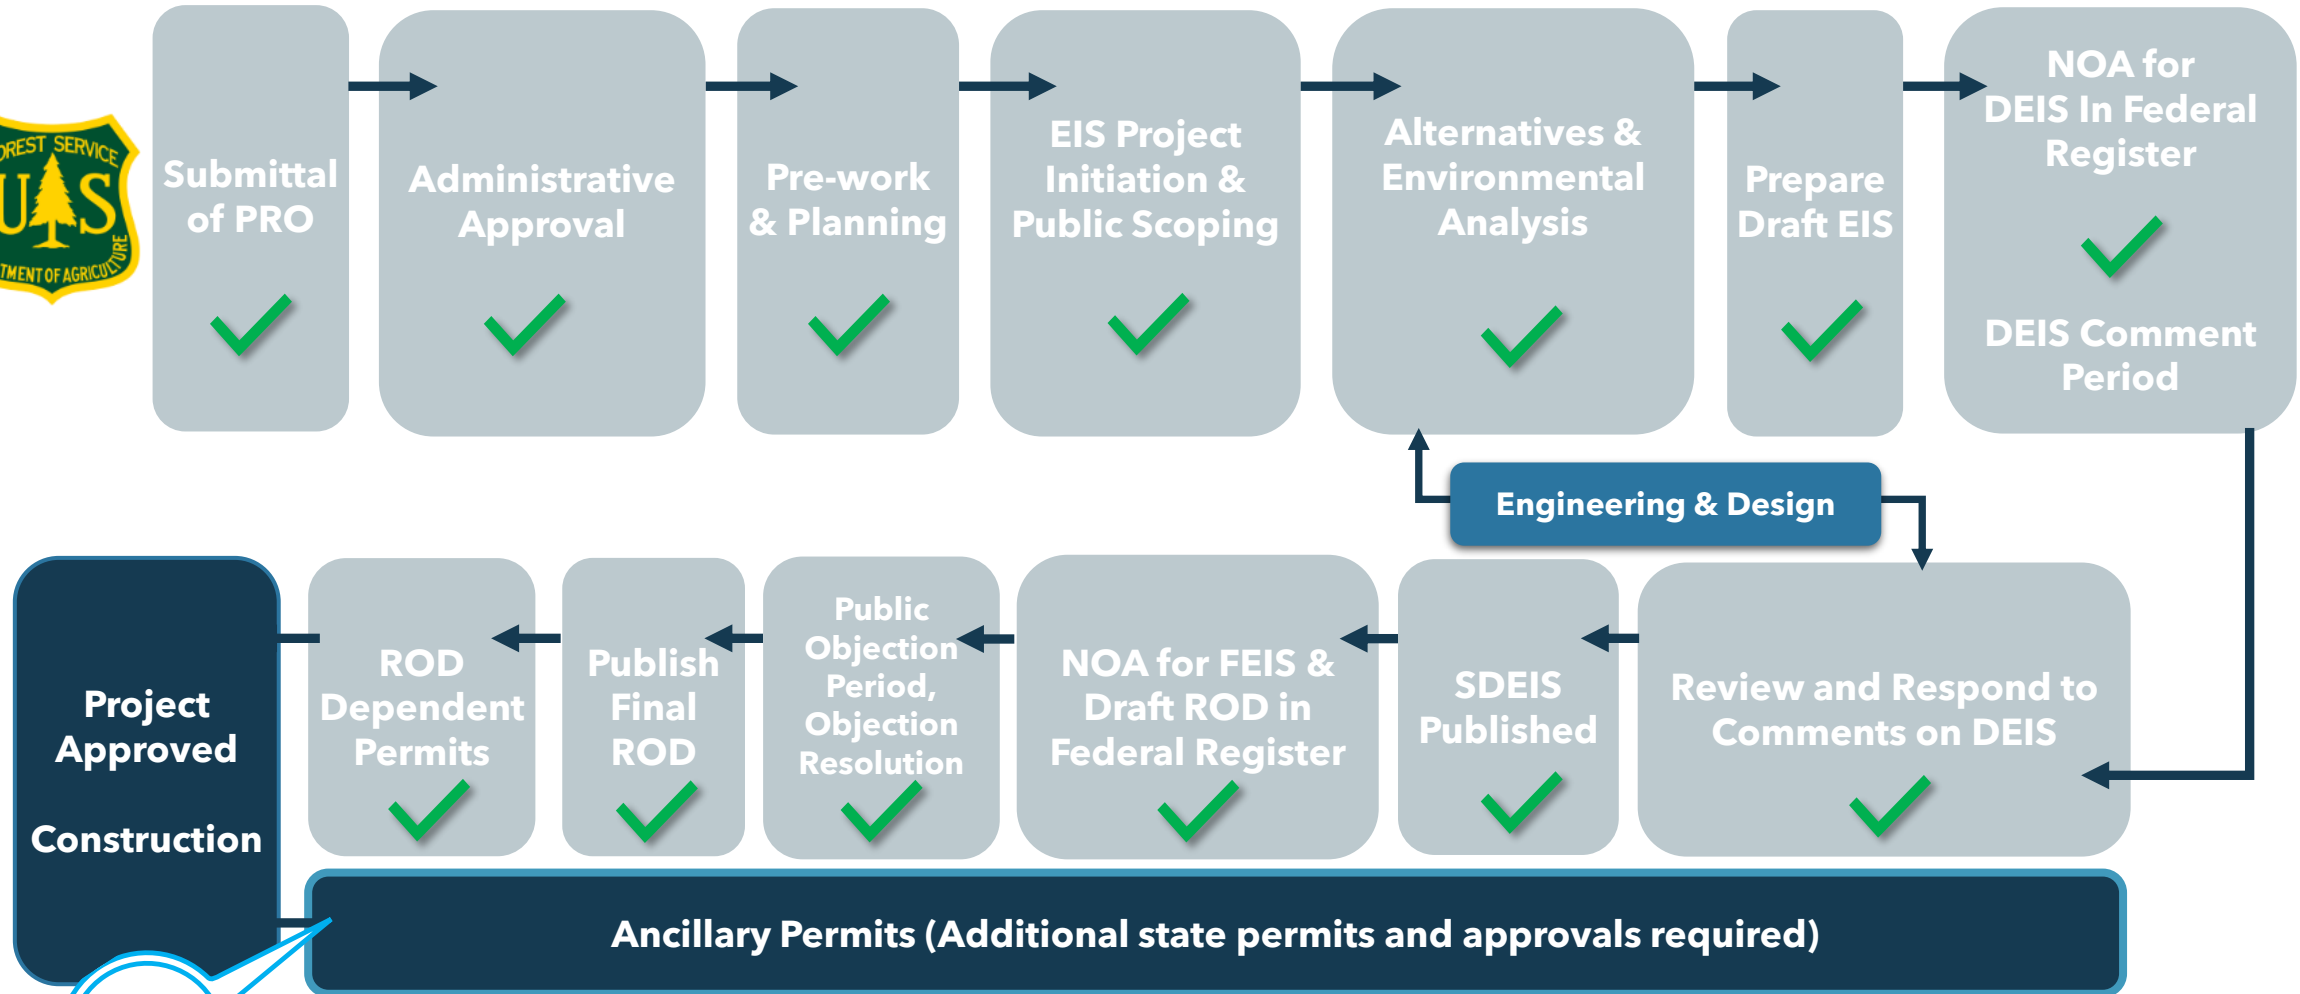 Submittal
of PRO
Administrative
Approval
Pre-work
& Planning
EIS Project
Initiation &
Public Scoping
Alternatives &
Environmental
Analysis
Prepare
Draft EIS
NOA for
DEIS In Federal
Register
DEIS Comment
Period
OREST SERVICE
U S
TMENT OF AGRICULTURE
Engineering & Design
Review and Respond to
Comments on DEIS
SDEIS
Published
NOA for FEIS &
Draft ROD in
Federal Register
Public
Objection
Period,
Objection
Resolution
Publish
Final
ROD
ROD
Dependent
Permits
Project
Approved
Construction
Ancillary Permits (Additional state permits and approvals required)